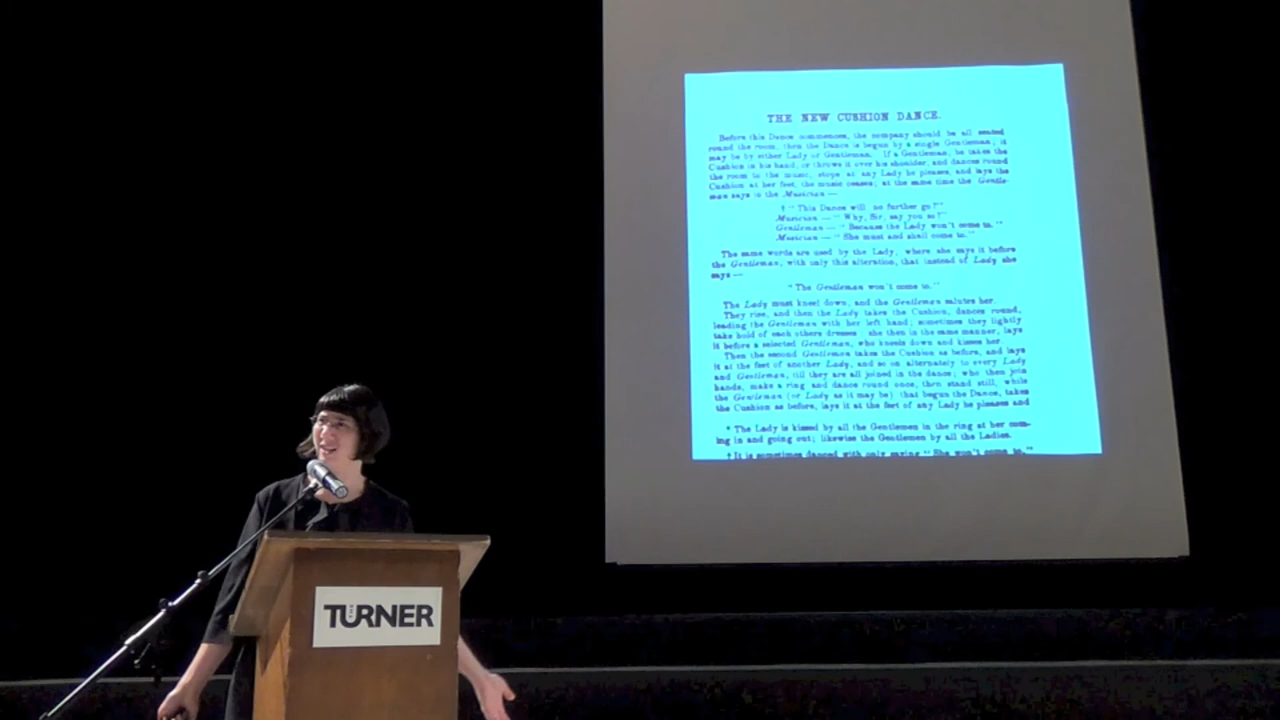 THE NEW CUSHION DANCE.
Before this Dance commences, the company should be all seated
round the room, then the Dance is begun by a single Gentleman; it
may be by either Lady or Gentleman. If a Gentleman, he takes the
Cushion in his hand, or throws it over his shoulder, and dances round
the room to the music, stops at any Lady he pleases, and lays the
Cushion at her feet, the music ceases; at the same time the Gentle-
man says to the Musician —
† "This Dance will no further go?"
Musician — "Why, Sir, say you so?"
Gentleman — "Because the Lady won't come to."
Musician — "She must and shall come to."
The same words are used by the Lady, where she says it before
the Gentleman, with only this alteration, that instead of Lady she
says —
"The Gentleman won't come to."
The Lady must kneel down, and the Gentleman salutes her.
They rise, and then the Lady takes the Cushion, dances round,
leading the Gentleman with her left hand; sometimes they lightly
take hold of each others dresses she then in the same manner, lays
it before a selected Gentleman, who kneels down and kisses her.
Then the second Gentleman takes the Cushion as before, and lays
it at the feet of another Lady, and so on alternately to every Lady
and Gentleman, till they are all joined in the dance; who then join
hands, make a ring and dance round once, then stand still, while
the Gentleman (or Lady as it may be) that begun the Dance, takes
the Cushion as before, lays it at the feet of any Lady he pleases and
* The Lady is kissed by all the Gentlemen in the ring at her com-
ing in and going out; likewise the Gentlemen by all the Ladies.
† It is sometimes danced with only saying "She won't come to."
THE TURNER